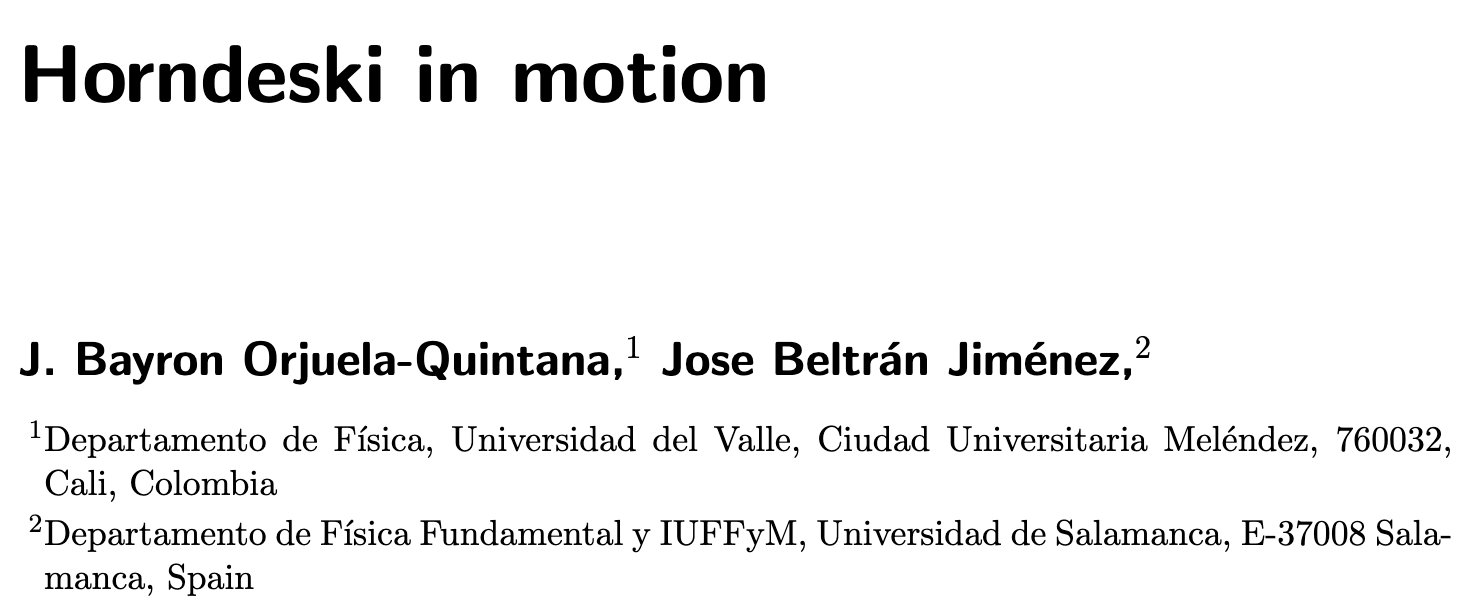 Horndeski in motion
J. Bayron Orjuela-Quintana,¹ Jose Beltrán Jiménez,²
¹Departamento de Física, Universidad del Valle, Ciudad Universitaria Meléndez, 760032,
Cali, Colombia
²Departamento de Física Fundamental y IUFFyM, Universidad de Salamanca, E-37008 Sala-
manca, Spain